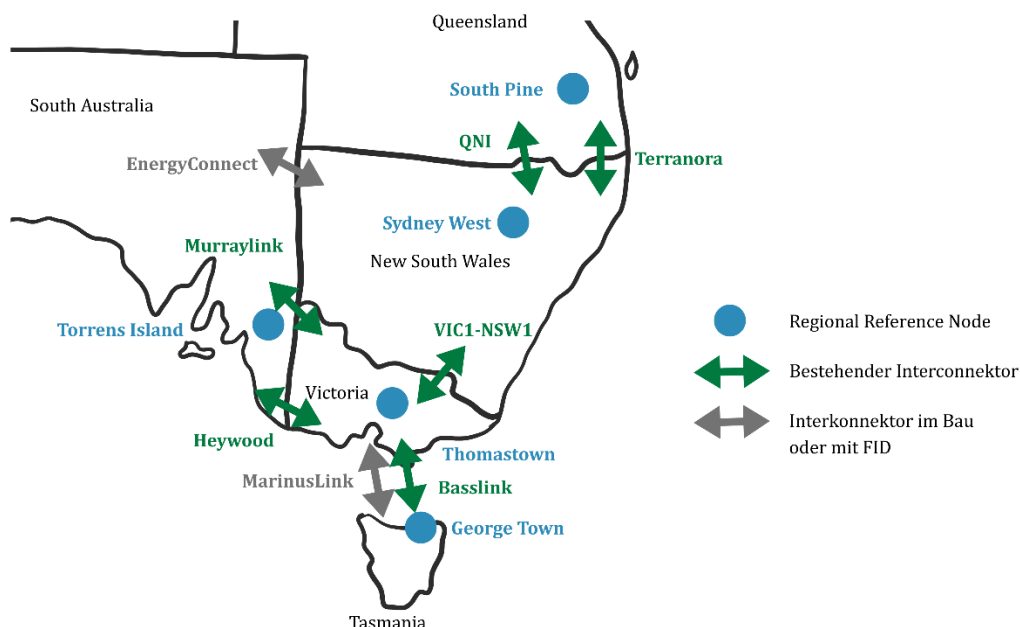 Queensland
South Pine
South Australia
QNI
EnergyConnect
Terranora
Sydney West
Murraylink
New South Wales
Torrens Island
VIC1-NSW1
Regional Reference Node
Bestehender Interconnektor
Victoria
Interkonnektor im Bau
oder mit FID
Heywood
Thomastown
MarinusLink
Basslink
George Town
Tasmania